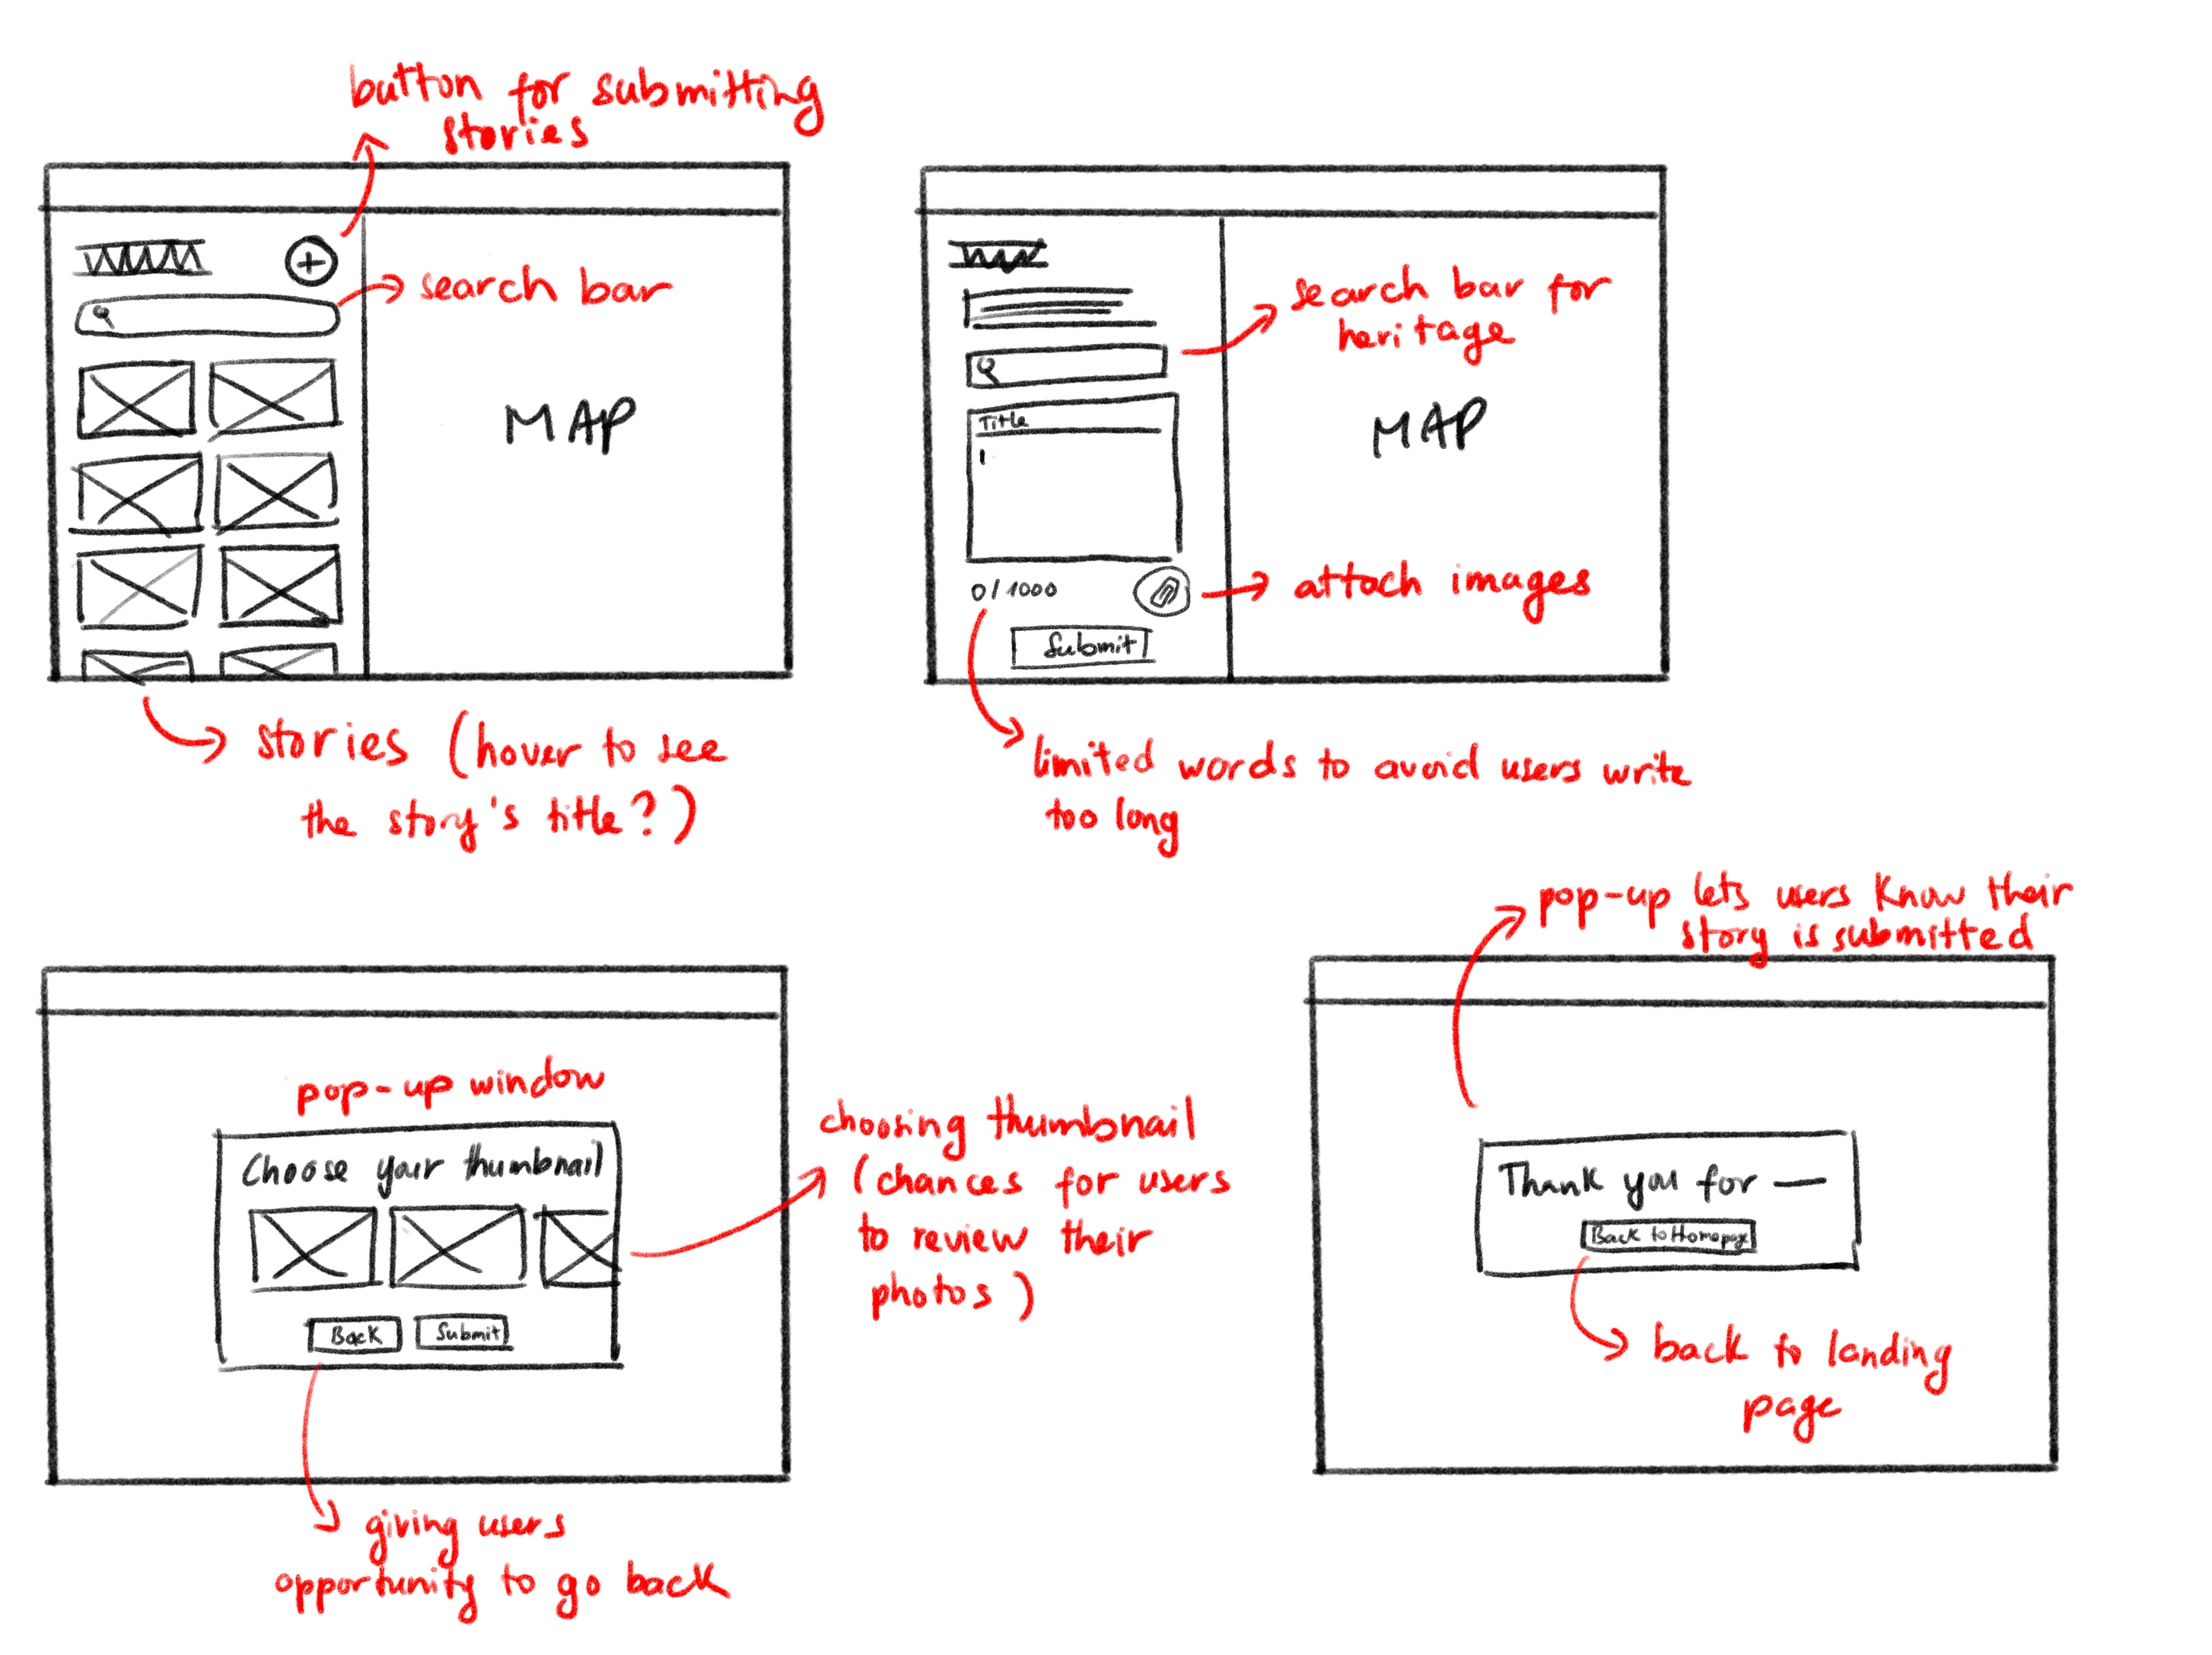 button for submitting
stories
search bar
MAP
stories (hover to see
the story's title?)
search bar for
heritage
Title
MAP
0/1000
attach images
Submit
limited words to avoid users write
too long
pop-up window
Choose your thumbnail
Back
Submit
choosing thumbnail
(chances for users
to review their
photos)
giving users
opportunity to go back
pop-up lets users know their
story is submitted
Thank you for —
Back to Homepage
back to landing
page